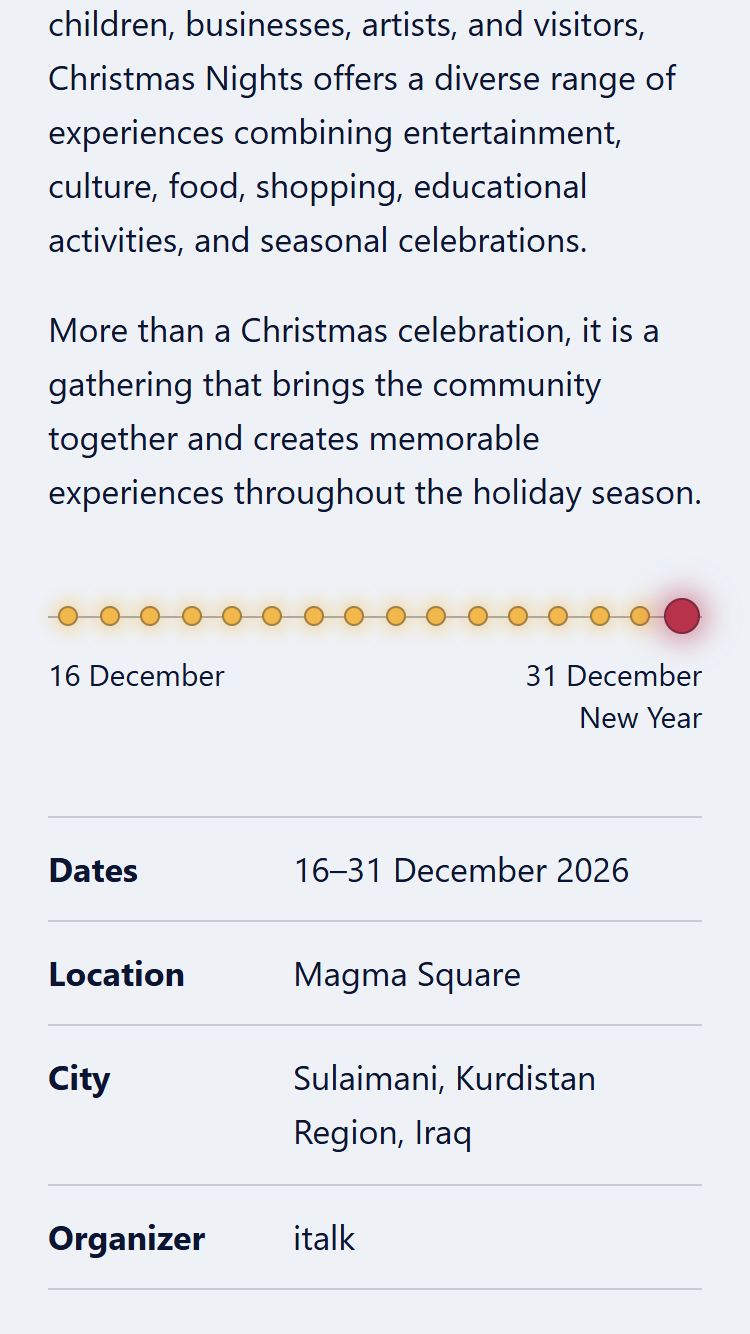 children, businesses, artists, and visitors,
Christmas Nights offers a diverse range of
experiences combining entertainment,
culture, food, shopping, educational
activities, and seasonal celebrations.
More than a Christmas celebration, it is a
gathering that brings the community
together and creates memorable
experiences throughout the holiday season.
16 December
31 December
New Year
Dates 16–31 December 2026
Location Magma Square
City Sulaimani, Kurdistan
Region, Iraq
Organizer italk